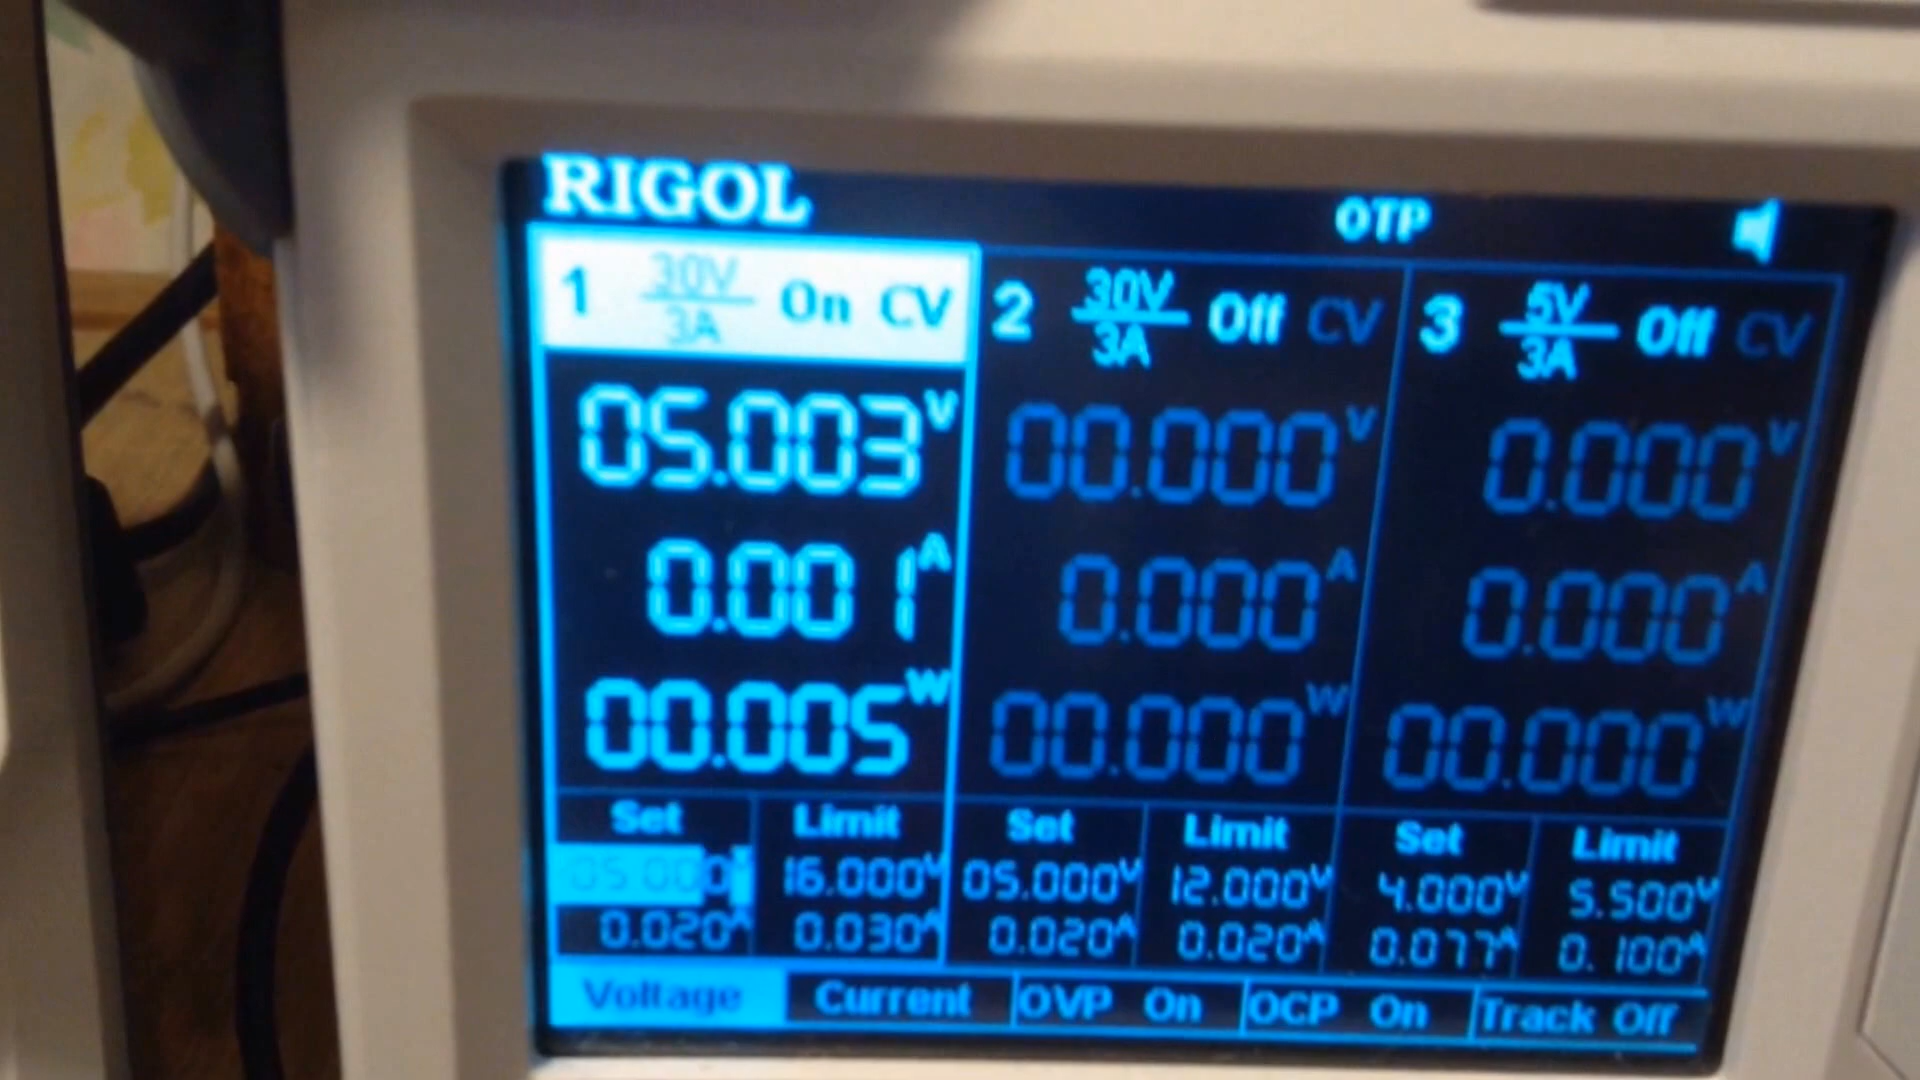 RIGOL OTP
1 30V/3A On CV 2 30V/3A Off CV 3 5V/3A Off CV
05.003V 00.000V 0.000V
0.001A 0.000A 0.000A
00.005W 00.000W 00.000W
Set Limit Set Limit Set Limit
05.000V 16.000V 05.000V 12.000V 4.000V 5.500V
0.020A 0.030A 0.020A 0.020A 0.077A 0.100A
Voltage Current OVP On OCP On Track Off